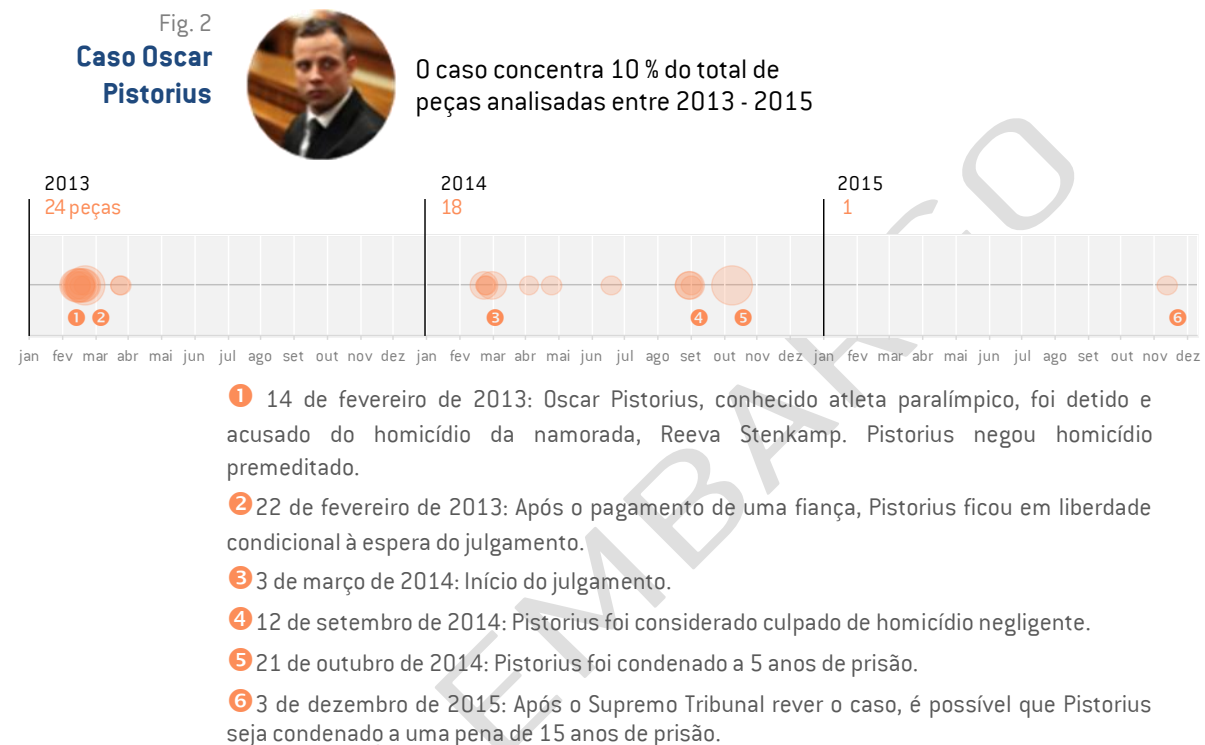 Fig. 2
Caso Oscar
Pistorius
O caso concentra 10 % do total de
peças analisadas entre 2013 - 2015
2013
24 peças
2014
18
2015
1
1 2 3 4 5 6
jan fev mar abr mai jun jul ago set out nov dez jan fev mar abr mai jun jul ago set out nov dez jan fev mar abr mai jun jul ago set out nov dez
1 14 de fevereiro de 2013: Oscar Pistorius, conhecido atleta paralímpico, foi detido e
acusado do homicídio da namorada, Reeva Stenkamp. Pistorius negou homicídio
premeditado.
2 22 de fevereiro de 2013: Após o pagamento de uma fiança, Pistorius ficou em liberdade
condicional à espera do julgamento.
3 3 de março de 2014: Início do julgamento.
4 12 de setembro de 2014: Pistorius foi considerado culpado de homicídio negligente.
5 21 de outubro de 2014: Pistorius foi condenado a 5 anos de prisão.
6 3 de dezembro de 2015: Após o Supremo Tribunal rever o caso, é possível que Pistorius
seja condenado a uma pena de 15 anos de prisão.
EMBARGO